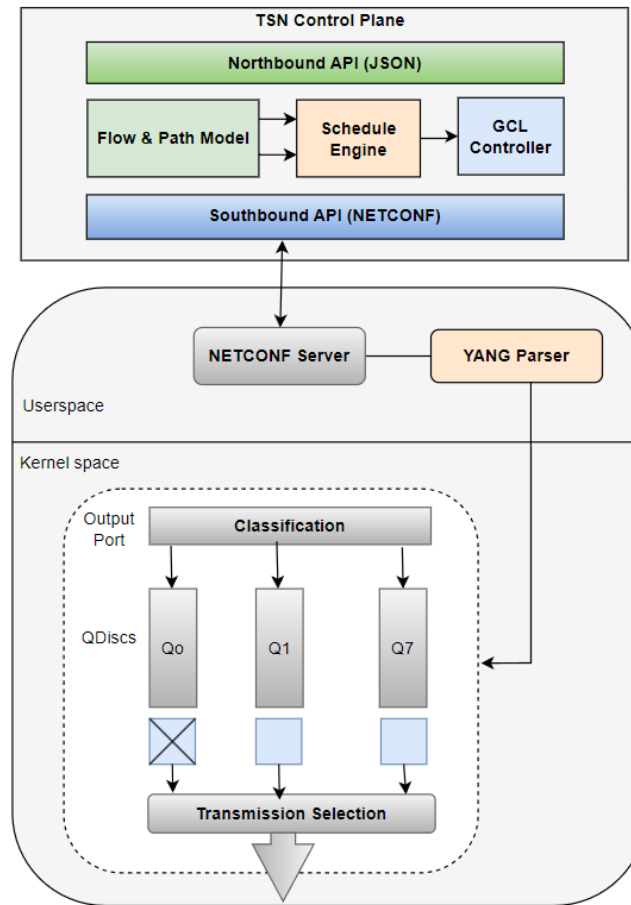 TSN Control Plane
Northbound API (JSON)
Flow & Path Model
Schedule
Engine
GCL
Controller
Southbound API (NETCONF)
NETCONF Server
YANG Parser
Userspace
Kernel space
Output
Port
Classification
QDiscs
Qo
Q1
Q7
Transmission Selection